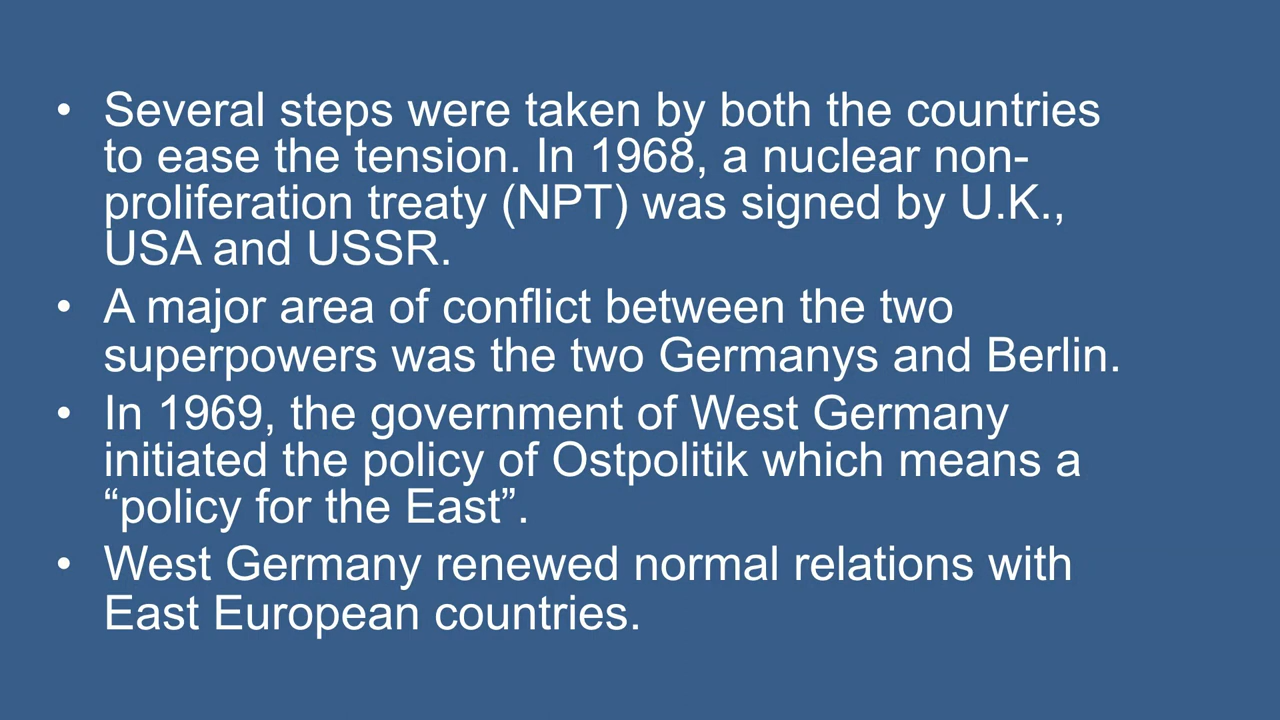 • Several steps were taken by both the countries
to ease the tension. In 1968, a nuclear non-
proliferation treaty (NPT) was signed by U.K.,
USA and USSR.
• A major area of conflict between the two
superpowers was the two Germanys and Berlin.
• In 1969, the government of West Germany
initiated the policy of Ostpolitik which means a
“policy for the East”.
• West Germany renewed normal relations with
East European countries.